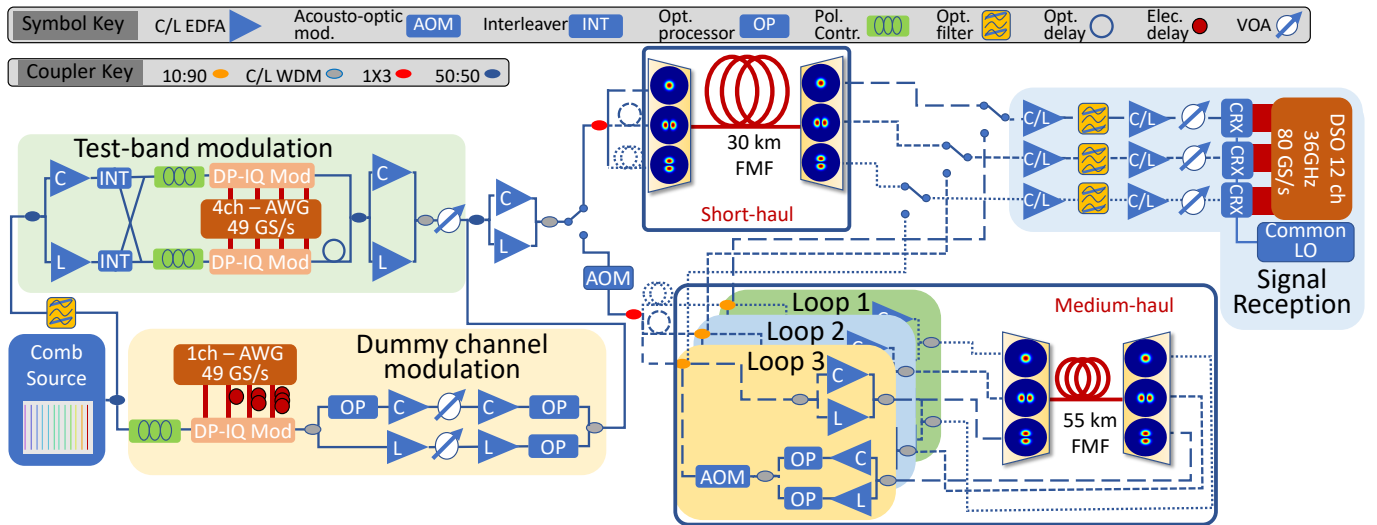 Symbol Key
C/L EDFA
Acousto-optic
mod.
AOM
Interleaver
INT
Opt.
processor
OP
Pol.
Contr.
Opt.
filter
Opt.
delay
Elec.
delay
VOA
Coupler Key
10:90
C/L WDM
1X3
50:50
Test-band modulation
C
INT
DP-IQ Mod
4ch – AWG
49 GS/s
L
INT
DP-IQ Mod
C
L
C
L
AOM
30 km
FMF
Short-haul
C/L
C/L
CRX
C/L
C/L
CRX
C/L
C/L
CRX
DSO 12 ch
36GHz
80 GS/s
Common
LO
Signal
Reception
Comb
Source
1ch – AWG
49 GS/s
DP-IQ Mod
Dummy channel
modulation
OP
C
C
OP
L
L
OP
Loop 1
C
Loop 2
C
Loop 3
C
L
AOM
OP
C
OP
L
Medium-haul
55 km
FMF